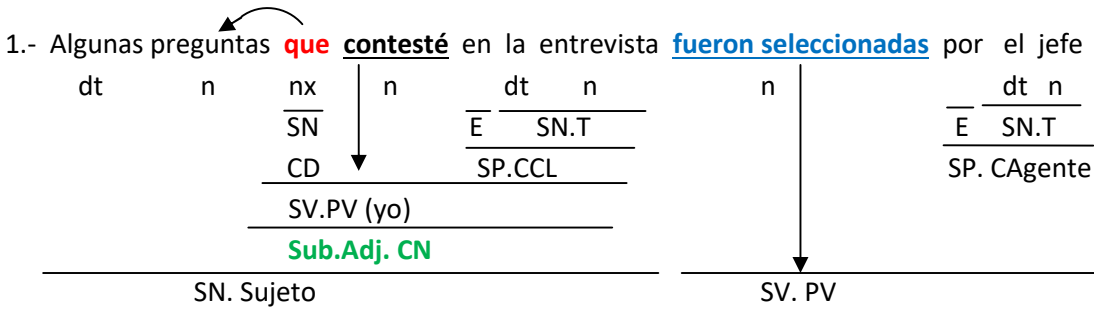 1.- Algunas preguntas que contesté en la entrevista fueron seleccionadas por el jefe
dt n nx n dt n n dt n
SN E SN.T E SN.T
CD SP.CCL SP. CAgente
SV.PV (yo)
Sub.Adj. CN
SN. Sujeto SV. PV